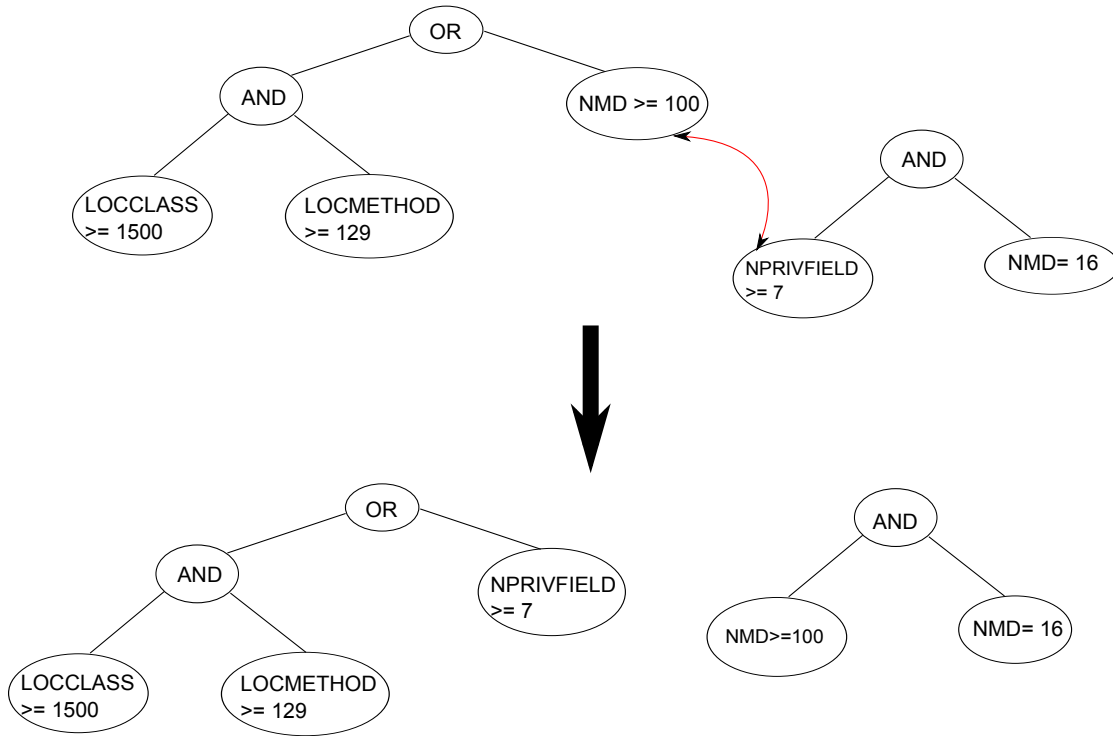 OR
AND
NMD >= 100
AND
LOCCLASS
>= 1500
LOCMETHOD
>= 129
NPRIVFIELD
>= 7
NMD= 16
OR
AND
AND
NPRIVFIELD
>= 7
NMD>=100
NMD= 16
LOCCLASS
>= 1500
LOCMETHOD
>= 129